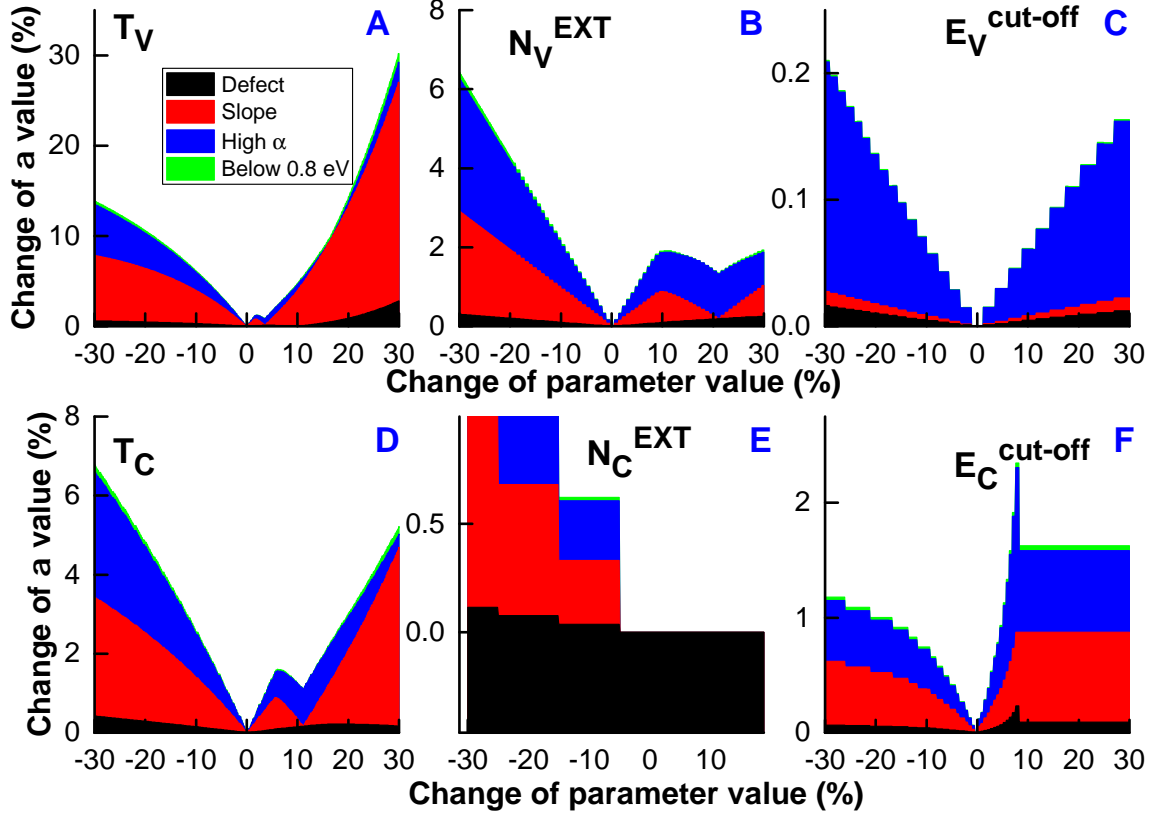 T_V A
N_V^EXT B
E_V^cut-off C
Change of a value (%)
30
20
10
0
8
6
4
2
0
0.2
0.1
0.0
Defect
Slope
High α
Below 0.8 eV
-30 -20 -10 0 10 20 30
-30 -20 -10 0 10 20 30
-30 -20 -10 0 10 20 30
Change of parameter value (%)
T_C D
N_C^EXT E
E_C^cut-off F
Change of a value (%)
8
6
4
2
0
0.5
0.0
2
1
0
-30 -20 -10 0 10 20 30
-30 -20 -10 0 10
-30 -20 -10 0 10 20 30
Change of parameter value (%)